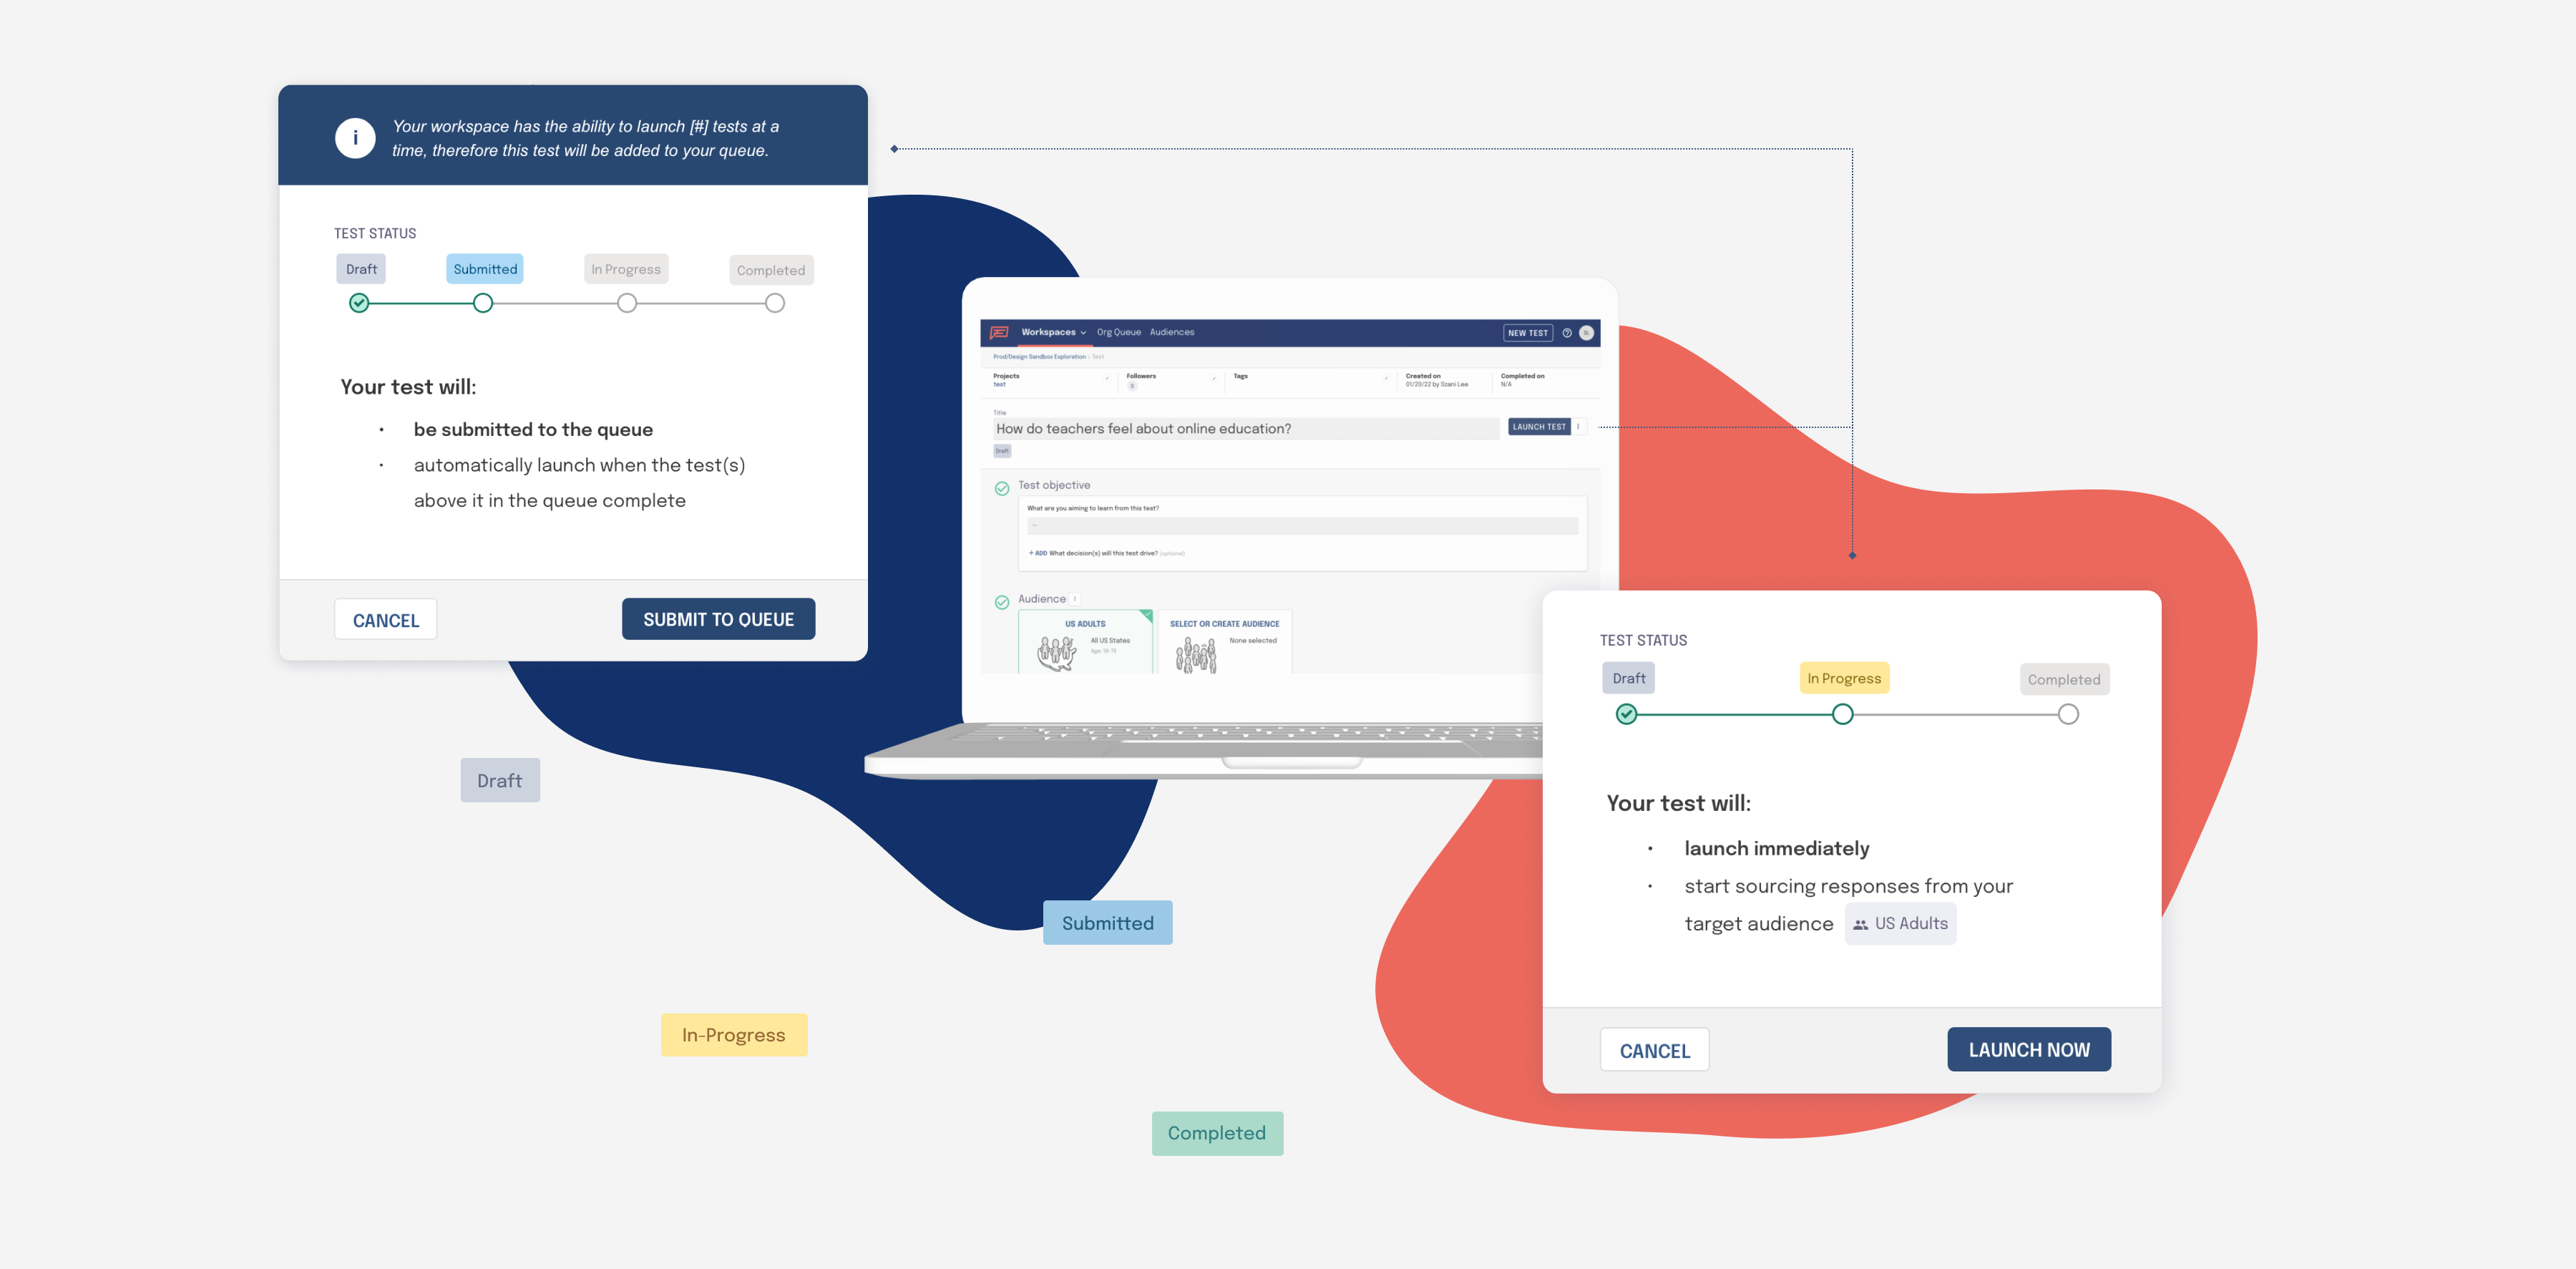 i
Your workspace has the ability to launch [#] tests at a
time, therefore this test will be added to your queue.
TEST STATUS
Draft
Submitted
In Progress
Completed
Your test will:
• be submitted to the queue
• automatically launch when the test(s)
above it in the queue complete
CANCEL
SUBMIT TO QUEUE
Workspaces
Org Queue
Audiences
NEW TEST
Prod/Design Sandbox Exploration > Test
Projects
test
Followers
S
Tags
Created on
01/20/22 by Szani Lee
Completed on
N/A
Title
How do teachers feel about online education?
LAUNCH TEST
Draft
Test objective
What are you aiming to learn from this test?
+ ADD What decision(s) will this test drive? (optional)
Audience
US ADULTS
All US States
Age: 18-70
SELECT OR CREATE AUDIENCE
None selected
TEST STATUS
Draft
In Progress
Completed
Your test will:
• launch immediately
• start sourcing responses from your
target audience US Adults
CANCEL
LAUNCH NOW
Draft
Submitted
In-Progress
Completed